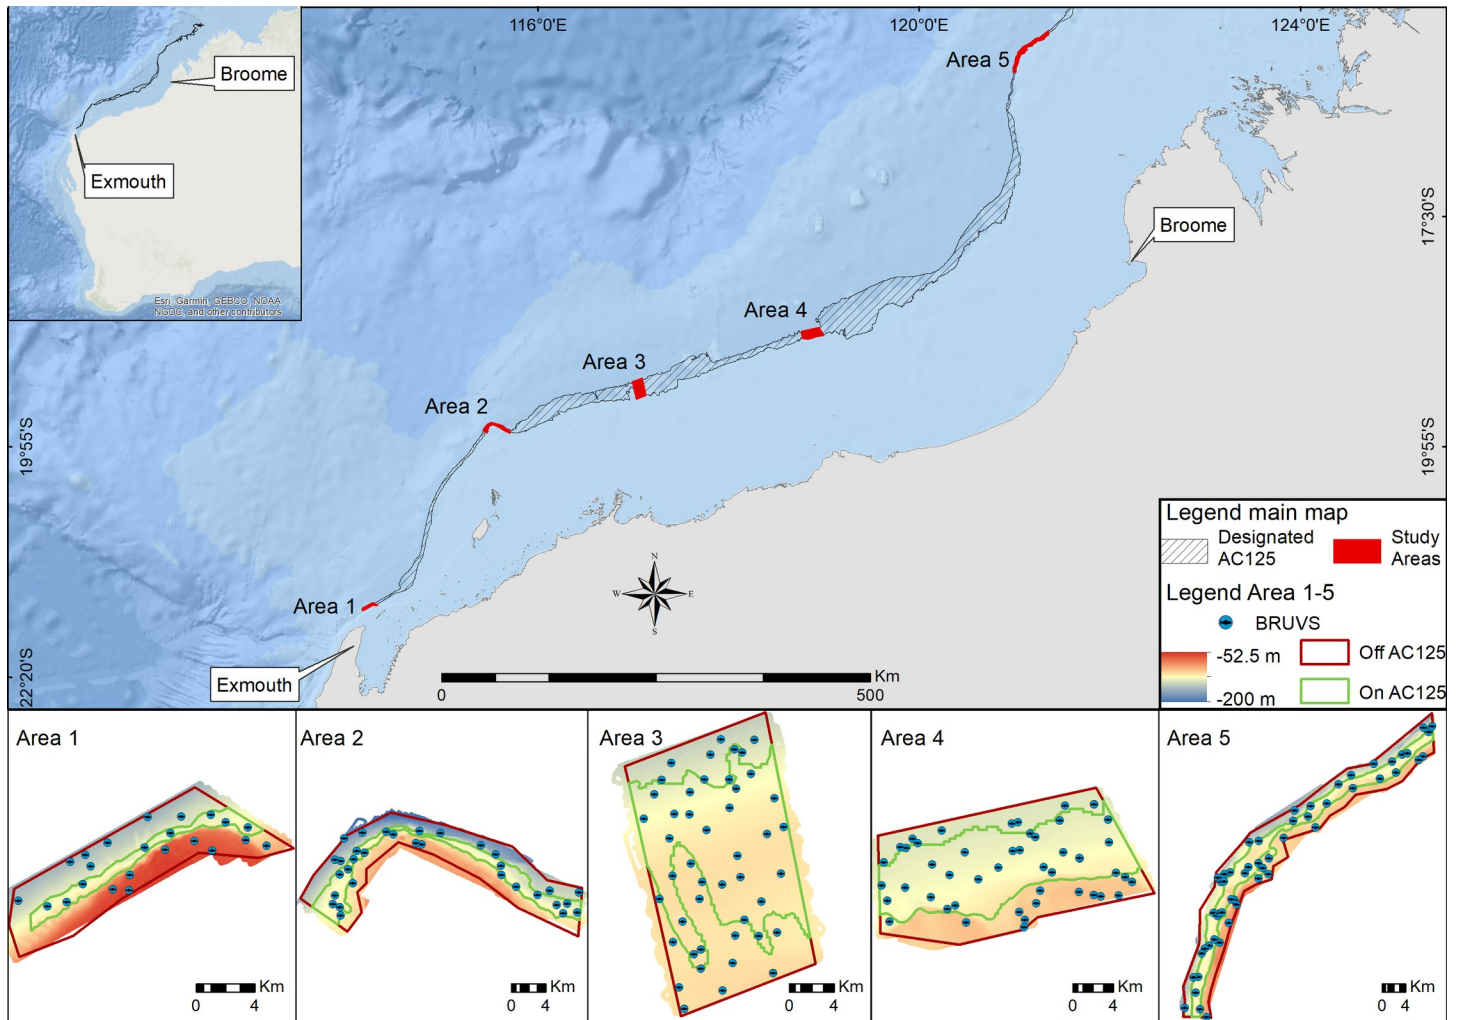 116°0'E
120°0'E
124°0'E
Broome
Exmouth
Esri, Garmin, GEBCO, NOAA
NGDC, and other contributors
Area 5
17°30'S
Broome
Area 4
Area 3
Area 2
19°55'S
19°55'S
Area 1
Exmouth
22°20'S
22°20'S
N
W
E
S
Km
0
500
Legend main map
Designated
AC125
Study
Areas
Legend Area 1-5
BRUVS
-52.5 m
-200 m
Off AC125
On AC125
Area 1
Km
0 4
Area 2
Km
0 4
Area 3
Km
0 4
Area 4
Km
0 4
Area 5
Km
0 4